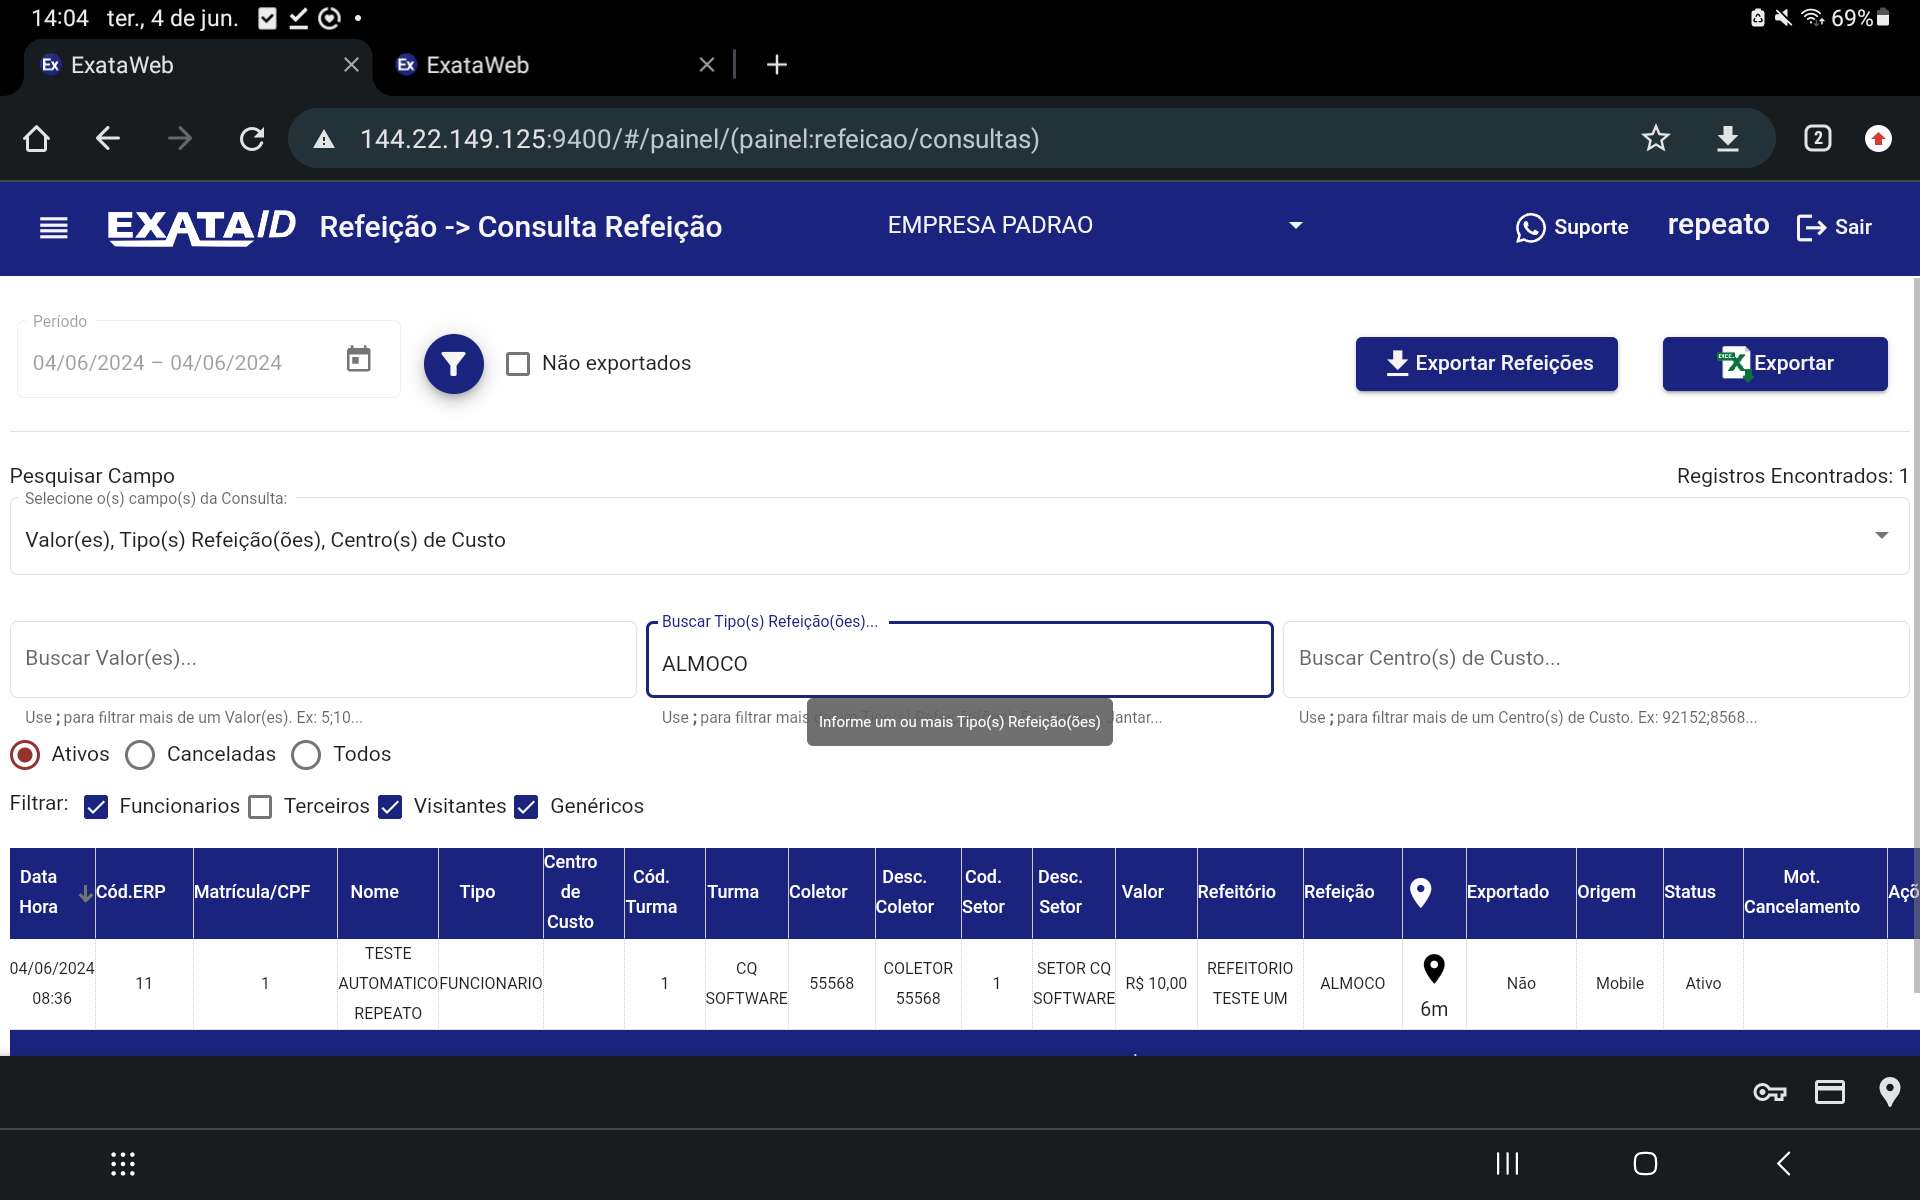 14:04 ter., 4 de jun.
69%
Ex ExataWeb
Ex ExataWeb
144.22.149.125:9400/#/painel/(painel:refeicao/consultas)
2
EXATA/D Refeição -> Consulta Refeição
EMPRESA PADRAO
Suporte
repeato
Sair
Período
04/06/2024 – 04/06/2024
Não exportados
Exportar Refeições
Exportar
Pesquisar Campo
Registros Encontrados: 1
Selecione o(s) campo(s) da Consulta:
Valor(es), Tipo(s) Refeição(ões), Centro(s) de Custo
Buscar Valor(es)...
Buscar Tipo(s) Refeição(ões)...
ALMOCO
Buscar Centro(s) de Custo...
Use ; para filtrar mais de um Valor(es). Ex: 5;10...
Use ; para filtrar mais
Informe um ou mais Tipo(s) Refeição(ões)
Jantar...
Use ; para filtrar mais de um Centro(s) de Custo. Ex: 92152;8568...
Ativos Canceladas Todos
Filtrar: Funcionarios Terceiros Visitantes Genéricos
Data Hora
Cód.ERP
Matrícula/CPF
Nome
Tipo
Centro de Custo
Cód. Turma
Turma
Coletor
Desc. Coletor
Cod. Setor
Desc. Setor
Valor
Refeitório
Refeição
Exportado
Origem
Status
Mot. Cancelamento
Açõ
04/06/2024 08:36
11
1
TESTE AUTOMATICO REPEATO
FUNCIONARIO
1
CQ SOFTWARE
55568
COLETOR 55568
1
SETOR CQ SOFTWARE
R$ 10,00
REFEITORIO TESTE UM
ALMOCO
6m
Não
Mobile
Ativo